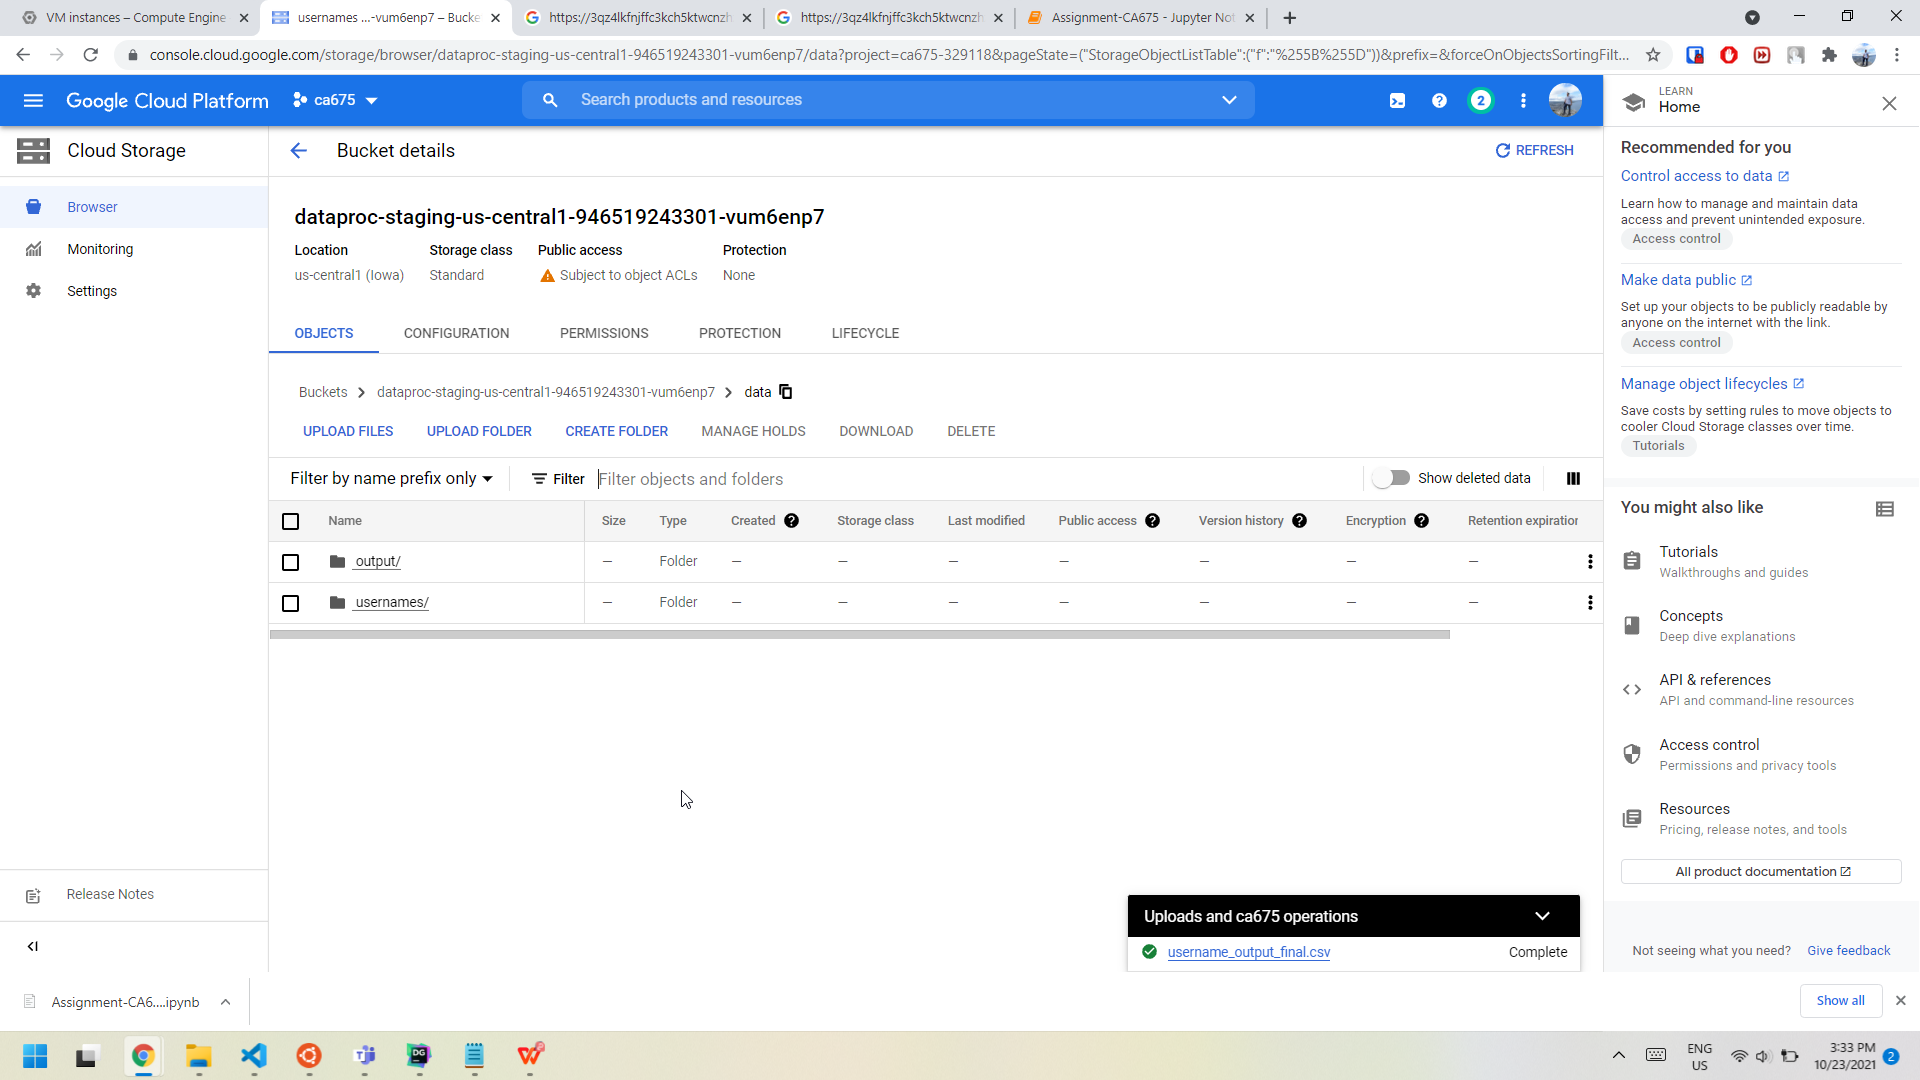 VM instances – Compute Engine
usernames ...-vum6enp7 – Bucke
https://3qz4lkfnjffc3kch5ktwcnzh
https://3qz4lkfnjffc3kch5ktwcnzh
Assignment-CA675 - Jupyter Not
console.cloud.google.com/storage/browser/dataproc-staging-us-central1-946519243301-vum6enp7/data?project=ca675-329118&pageState=("StorageObjectListTable":("f":"%255B%255D"))&prefix=&forceOnObjectsSortingFilt...
Google Cloud Platform
ca675
Search products and resources
2
LEARN
Home
Cloud Storage
Bucket details
REFRESH
Browser
Monitoring
Settings
dataproc-staging-us-central1-946519243301-vum6enp7
Location Storage class Public access Protection
us-central1 (Iowa) Standard Subject to object ACLs None
OBJECTS CONFIGURATION PERMISSIONS PROTECTION LIFECYCLE
Buckets > dataproc-staging-us-central1-946519243301-vum6enp7 > data
UPLOAD FILES UPLOAD FOLDER CREATE FOLDER MANAGE HOLDS DOWNLOAD DELETE
Filter by name prefix only Filter Filter objects and folders Show deleted data
Name Size Type Created Storage class Last modified Public access Version history Encryption Retention expiration
output/ — Folder — — — — — — —
usernames/ — Folder — — — — — — —
Recommended for you
Control access to data
Learn how to manage and maintain data
access and prevent unintended exposure.
Access control
Make data public
Set up your objects to be publicly readable by
anyone on the internet with the link.
Access control
Manage object lifecycles
Save costs by setting rules to move objects to
cooler Cloud Storage classes over time.
Tutorials
You might also like
Tutorials
Walkthroughs and guides
Concepts
Deep dive explanations
API & references
API and command-line resources
Access control
Permissions and privacy tools
Resources
Pricing, release notes, and tools
All product documentation
Not seeing what you need? Give feedback
Release Notes
Uploads and ca675 operations
username_output_final.csv Complete
Assignment-CA6....ipynb
Show all
ENG
US
3:33 PM
10/23/2021
2